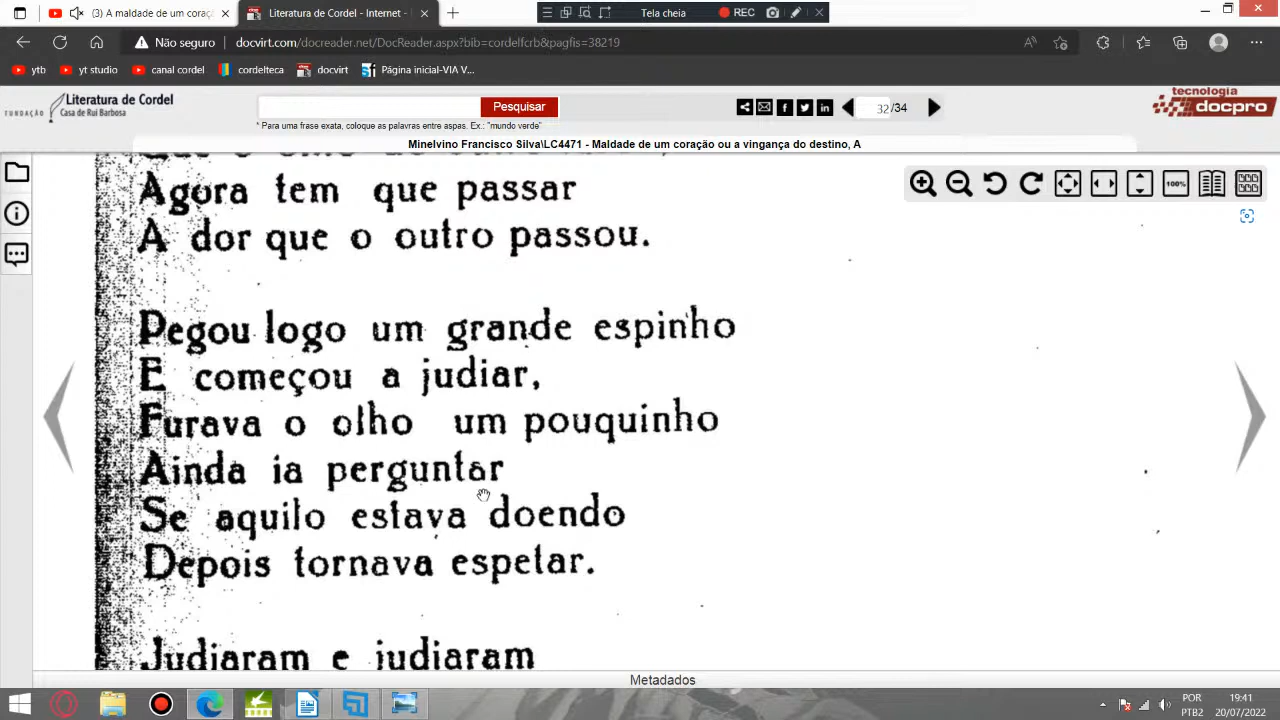 (3) A maldade de um coraç
Literatura de Cordel - Internet -
Tela cheia
REC
Não seguro
docvirt.com/docreader.net/DocReader.aspx?bib=cordelfcrb&pagfis=38219
ytb
yt studio
canal cordel
cordelteca
docvirt
Página inicial-VIA V...
FUNDAÇÃO
Literatura de Cordel
Casa de Rui Barbosa
Pesquisar
32 /34
tecnologia
docpro
* Para uma frase exata, coloque as palavras entre aspas. Ex.: "mundo verde"
Minelvino Francisco Silva\LC4471 - Maldade de um coração ou a vingança do destino, A
100%
Agora tem que passar
A dor que o outro passou.
Pegou logo um grande espinho
E começou a judiar,
Furava o olho um pouquinho
Ainda ia perguntar
Se aquilo estava doendo
Depois tornava espetar.
Judiaram e judiaram
Metadados
POR
PTB2
19:41
20/07/2022